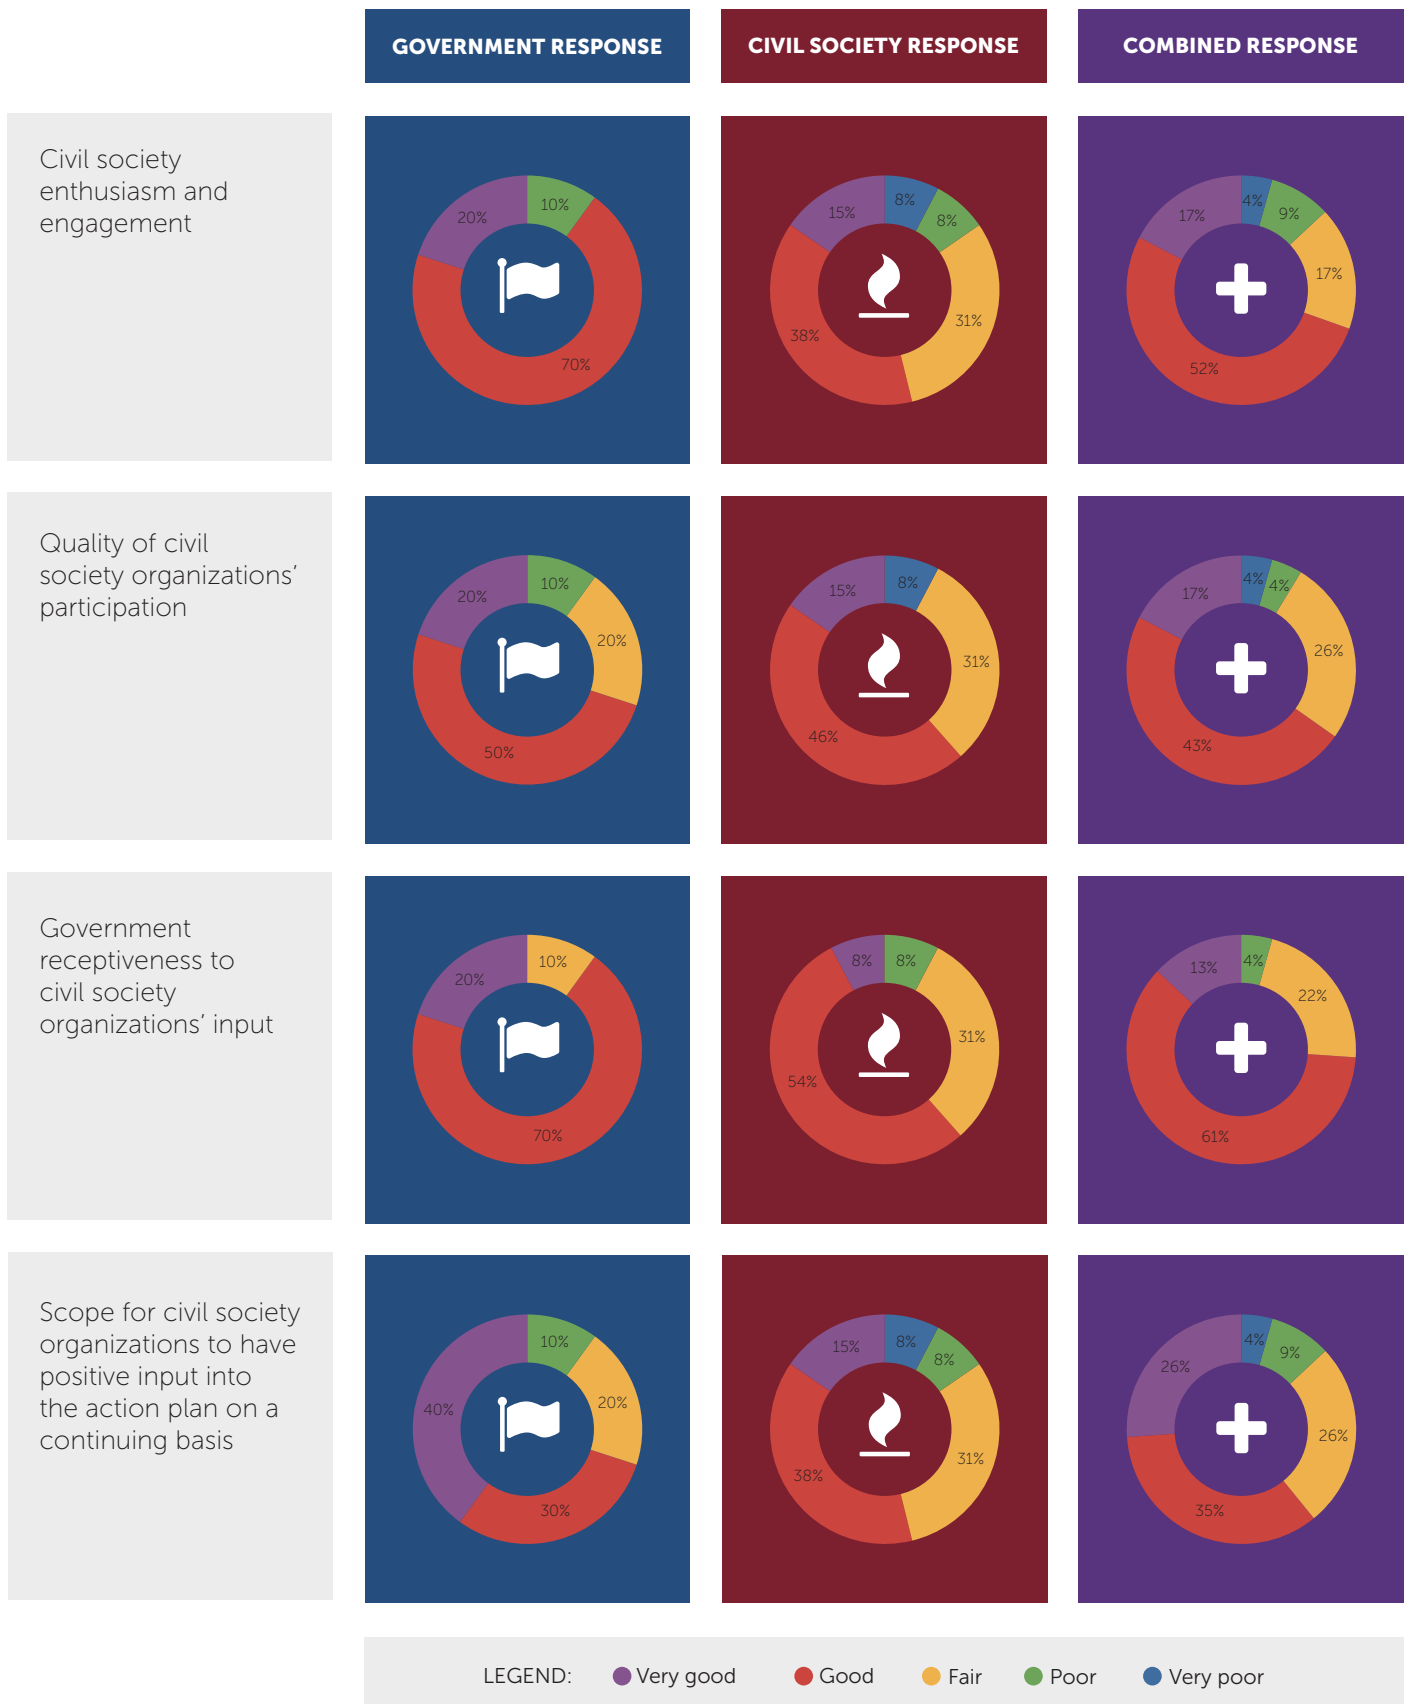 GOVERNMENT RESPONSE
CIVIL SOCIETY RESPONSE
COMBINED RESPONSE
Civil society
enthusiasm and
engagement
20%
10%
70%
15%
8%
8%
31%
38%
17%
4%
9%
17%
52%
Quality of civil
society organizations’
participation
20%
10%
20%
50%
15%
8%
31%
46%
17%
4%
4%
26%
43%
Government
receptiveness to
civil society
organizations’ input
20%
10%
70%
8%
8%
31%
54%
13%
4%
22%
61%
Scope for civil society
organizations to have
positive input into
the action plan on a
continuing basis
40%
10%
20%
30%
15%
8%
8%
31%
38%
26%
4%
9%
26%
35%
LEGEND: Very good Good Fair Poor Very poor